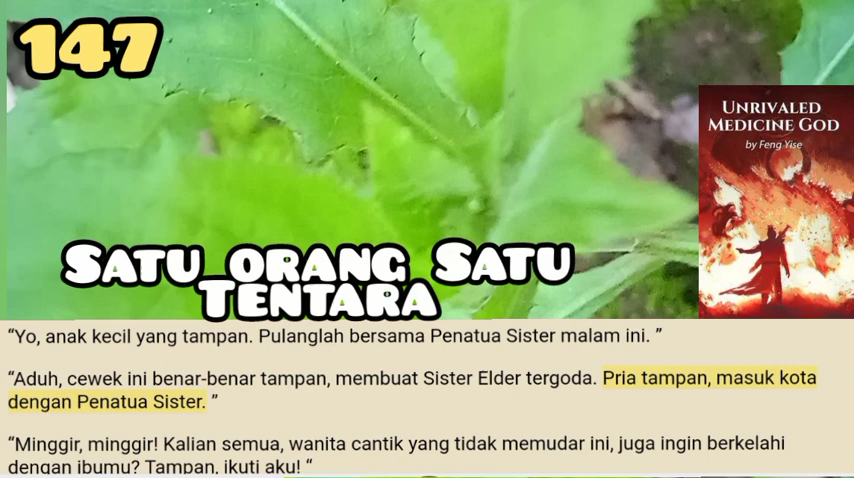 147
UNRIVALED
MEDICINE GOD
by Feng Yise
SATU ORANG SATU
TENTARA
“Yo, anak kecil yang tampan. Pulanglah bersama Penatua Sister malam ini. ”
“Aduh, cewek ini benar-benar tampan, membuat Sister Elder tergoda. Pria tampan, masuk kota
dengan Penatua Sister. ”
“Minggir, minggir! Kalian semua, wanita cantik yang tidak memudar ini, juga ingin berkelahi
dengan ibumu? Tampan, ikuti aku! “